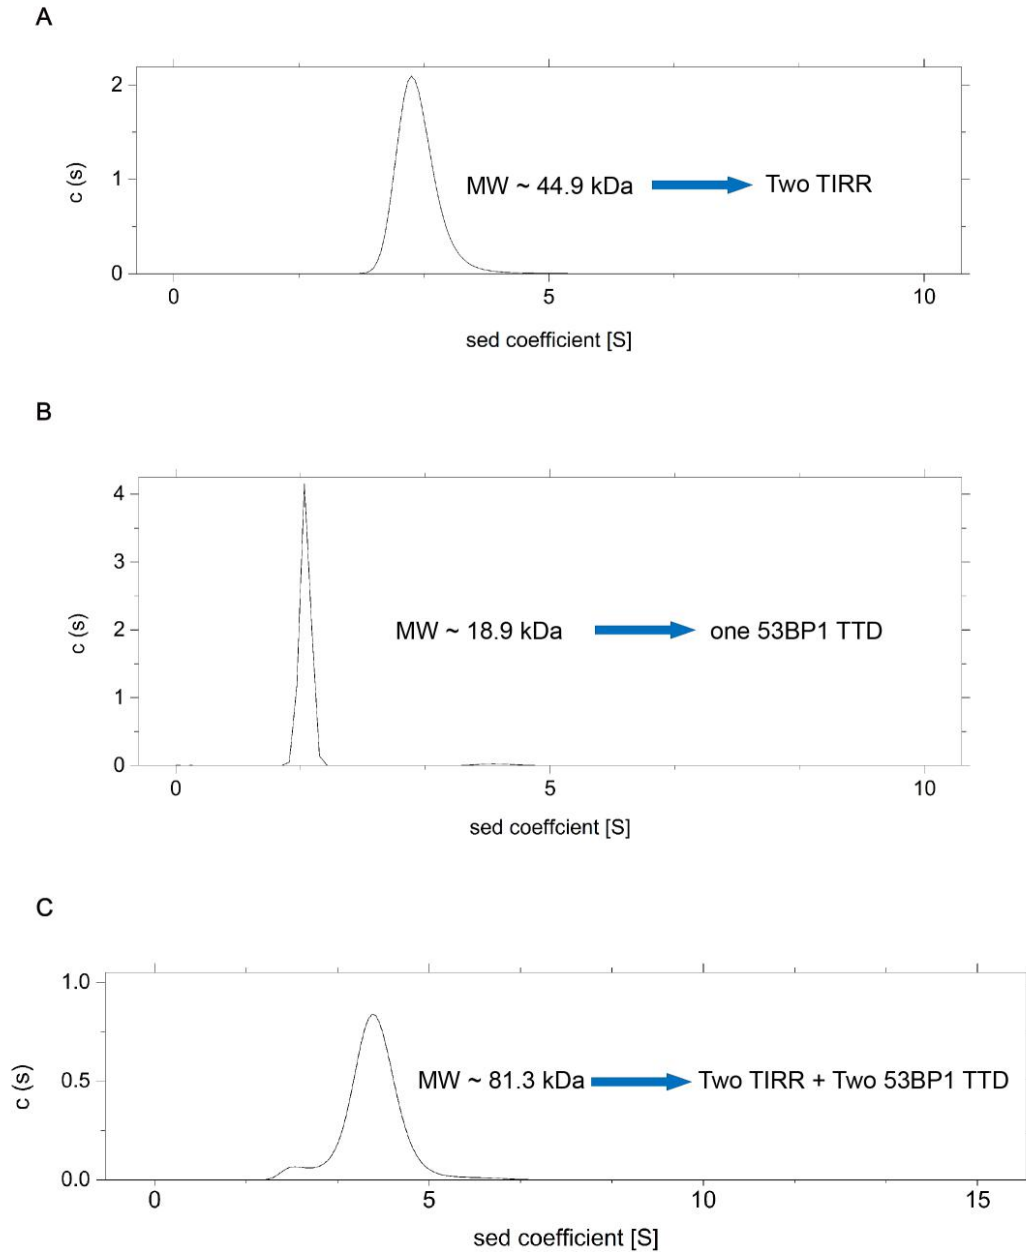 A
2
1
0
c (s)
MW ~ 44.9 kDa
Two TIRR
0 5 10
sed coefficient [S]
B
4
3
2
1
0
c (s)
MW ~ 18.9 kDa
one 53BP1 TTD
0 5 10
sed coeffcient [S]
C
1.0
0.5
0.0
c (s)
MW ~ 81.3 kDa
Two TIRR + Two 53BP1 TTD
0 5 10 15
sed coefficient [S]